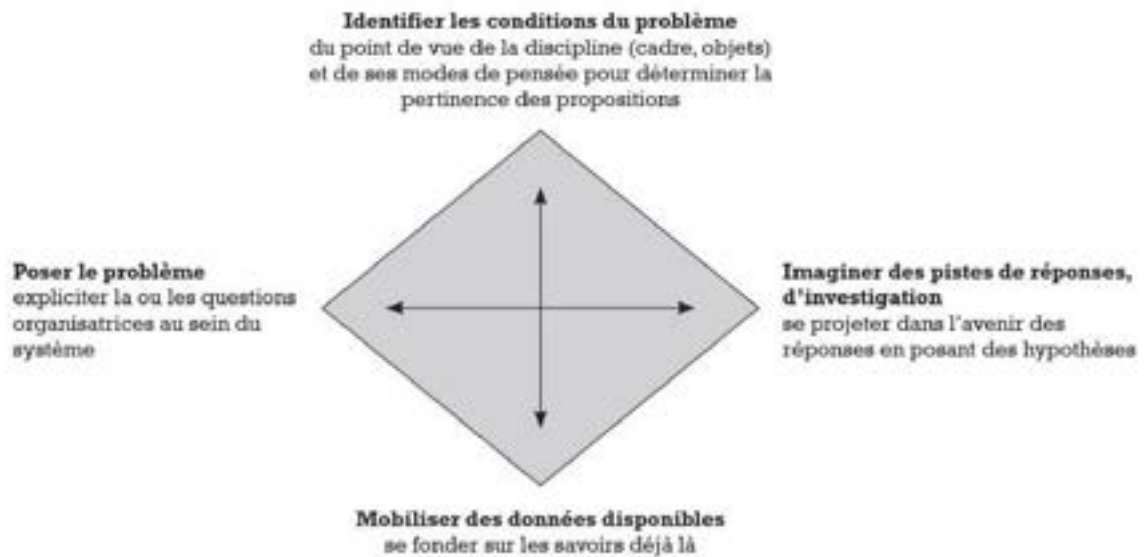 Identifier les conditions du problème
du point de vue de la discipline (cadre, objets)
et de ses modes de pensée pour déterminer la
pertinence des propositions
Poser le problème
expliciter la ou les questions
organisatrices au sein du
système
Imaginer des pistes de réponses,
d'investigation
se projeter dans l'avenir des
réponses en posant des hypothèses
Mobiliser des données disponibles
se fonder sur les savoirs déjà là